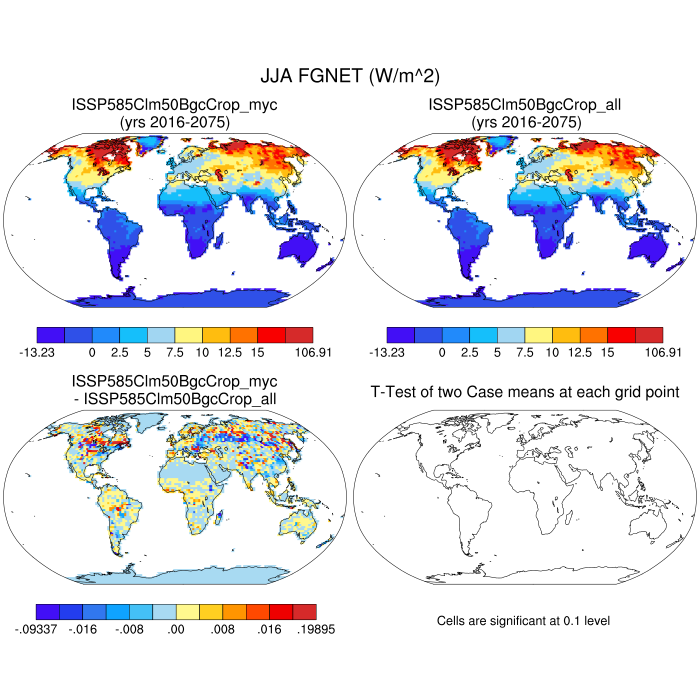 JJA FGNET (W/m^2)
ISSP585Clm50BgcCrop_myc
(yrs 2016-2075)
ISSP585Clm50BgcCrop_all
(yrs 2016-2075)
-13.23 0 2.5 5 7.5 10 12.5 15 106.91
-13.23 0 2.5 5 7.5 10 12.5 15 106.91
ISSP585Clm50BgcCrop_myc
- ISSP585Clm50BgcCrop_all
T-Test of two Case means at each grid point
-.09337 -.016 -.008 .00 .008 .016 .19895
Cells are significant at 0.1 level